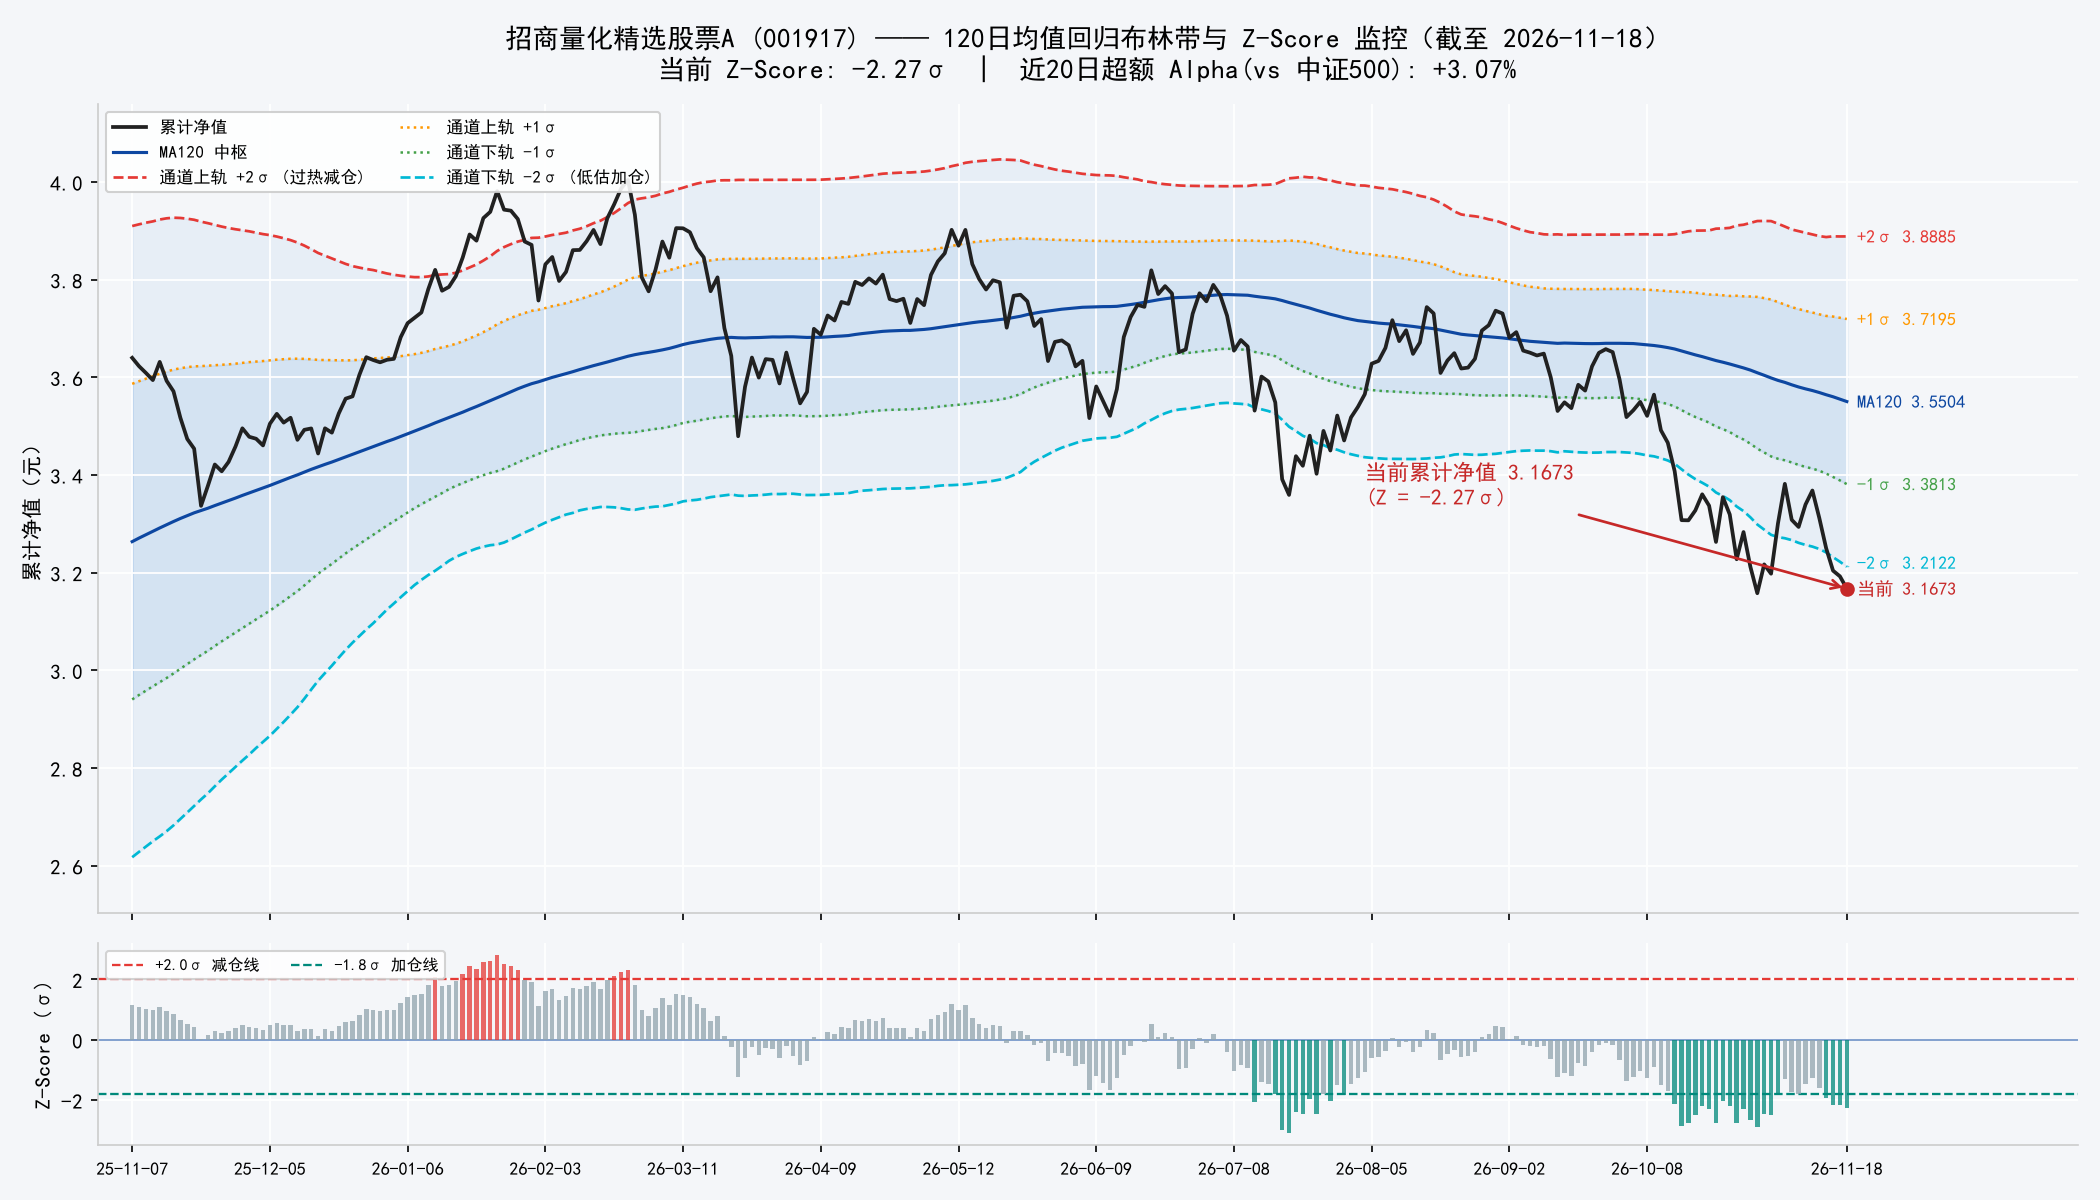 招商量化精选股票A (001917) —— 120日均值回归布林带与 Z-Score 监控 (截至 2026-11-18)
当前 Z-Score: -2.27σ | 近20日超额 Alpha(vs 中证500): +3.07%
累计净值
MA120 中枢
通道上轨 +2σ (过热减仓)
通道上轨 +1σ
通道下轨 -1σ
通道下轨 -2σ (低估加仓)
累计净值 (元)
4.0
3.8
3.6
3.4
3.2
3.0
2.8
2.6
+2σ 3.8885
+1σ 3.7195
MA120 3.5504
-1σ 3.3813
-2σ 3.2122
当前 3.1673
当前累计净值 3.1673
(Z = -2.27σ)
+2.0σ 减仓线
-1.8σ 加仓线
Z-Score (σ)
2
0
-2
25-11-07
25-12-05
26-01-06
26-02-03
26-03-11
26-04-09
26-05-12
26-06-09
26-07-08
26-08-05
26-09-02
26-10-08
26-11-18